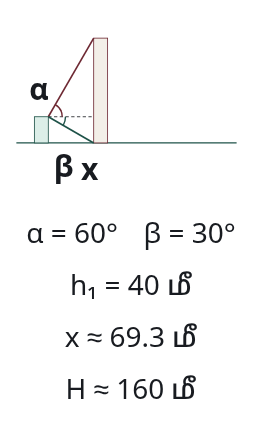 α
β x
α = 60° β = 30°
h₁ = 40 மீ
x ≈ 69.3 மீ
H ≈ 160 மீ